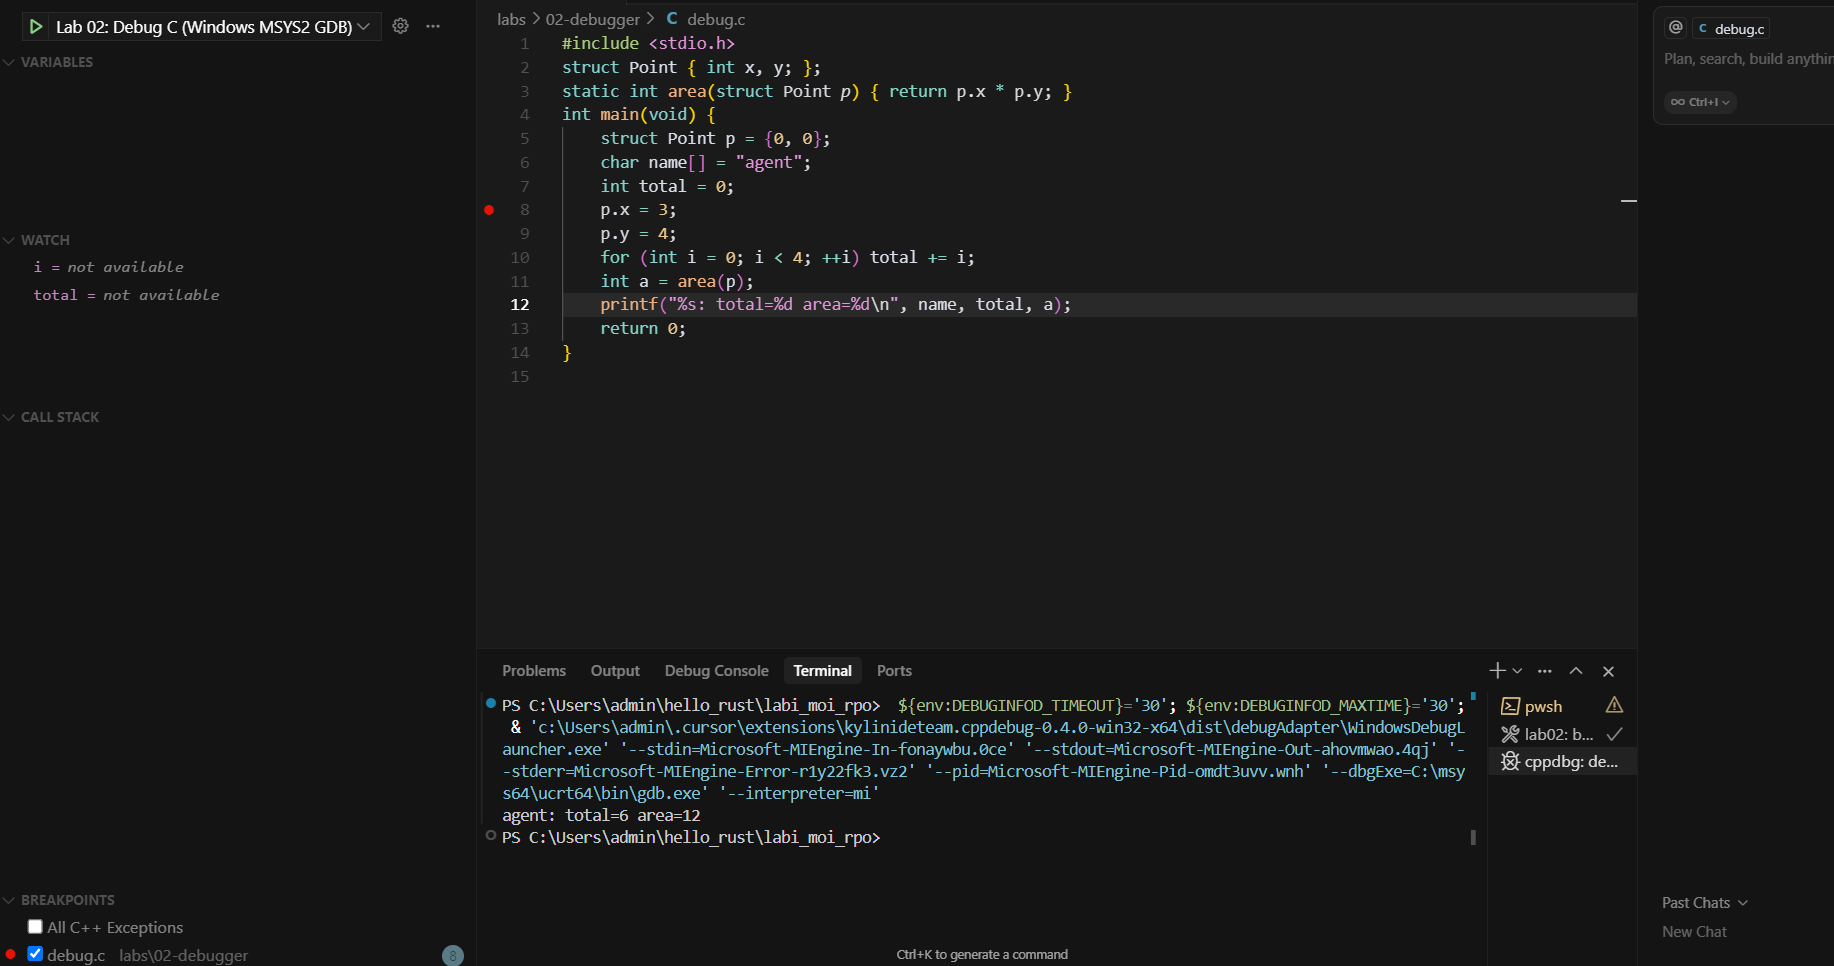 Lab 02: Debug C (Windows MSYS2 GDB)
VARIABLES
WATCH
i = not available
total = not available
CALL STACK
BREAKPOINTS
All C++ Exceptions
debug.c labs\02-debugger 8
labs > 02-debugger > C debug.c
1 #include <stdio.h>
2 struct Point { int x, y; };
3 static int area(struct Point p) { return p.x * p.y; }
4 int main(void) {
5 struct Point p = {0, 0};
6 char name[] = "agent";
7 int total = 0;
8 p.x = 3;
9 p.y = 4;
10 for (int i = 0; i < 4; ++i) total += i;
11 int a = area(p);
12 printf("%s: total=%d area=%d\n", name, total, a);
13 return 0;
14 }
15
Problems Output Debug Console Terminal Ports
PS C:\Users\admin\hello_rust\labi_moi_rpo> ${env:DEBUGINFOD_TIMEOUT}='30'; ${env:DEBUGINFOD_MAXTIME}='30';
& 'c:\Users\admin\.cursor\extensions\kylinideteam.cppdebug-0.4.0-win32-x64\dist\debugAdapter\WindowsDebugL
auncher.exe' '--stdin=Microsoft-MIEngine-In-fonaywbu.0ce' '--stdout=Microsoft-MIEngine-Out-ahovmwao.4qj' '-
-stderr=Microsoft-MIEngine-Error-r1y22fk3.vz2' '--pid=Microsoft-MIEngine-Pid-omdt3uvv.wnh' '--dbgExe=C:\msy
s64\ucrt64\bin\gdb.exe' '--interpreter=mi'
agent: total=6 area=12
PS C:\Users\admin\hello_rust\labi_moi_rpo>
Ctrl+K to generate a command
pwsh
lab02: b...
cppdbg: de...
@ C debug.c
Plan, search, build anythin
Ctrl+I
Past Chats
New Chat